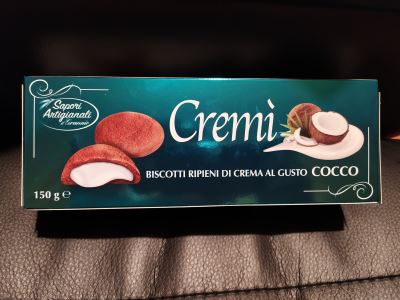 Sapori
Artigianali
Cremì
BISCOTTI RIPIENI DI CREMA AL GUSTO COCCO
150 g ℮